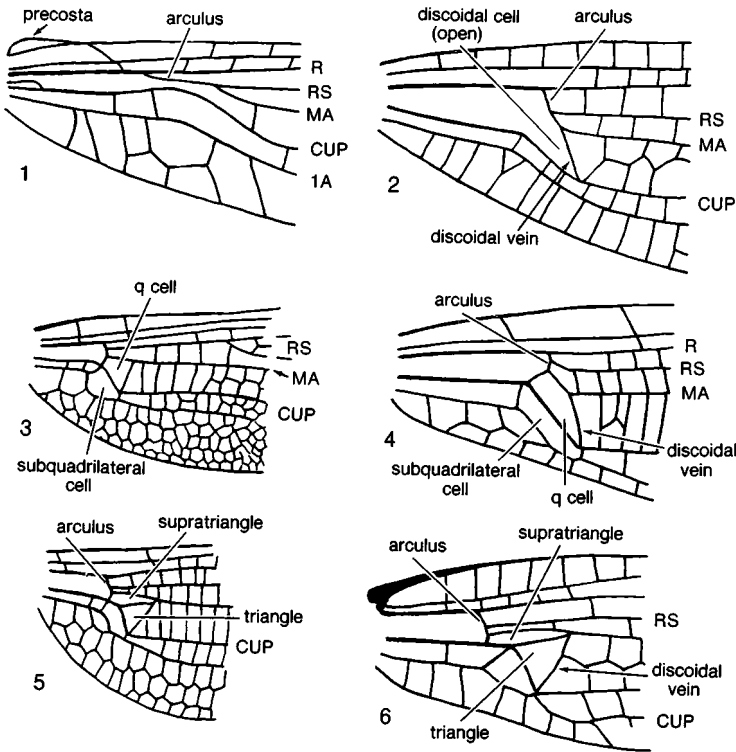 precosta
arculus
R
RS
MA
CUP
1A
1
discoidal cell
(open)
arculus
RS
MA
CUP
discoidal vein
2
q cell
RS
MA
CUP
subquadrilateral
cell
3
arculus
R
RS
MA
discoidal
vein
subquadrilateral
cell
q cell
4
arculus
supratriangle
triangle
CUP
5
arculus
supratriangle
RS
discoidal
vein
CUP
triangle
6